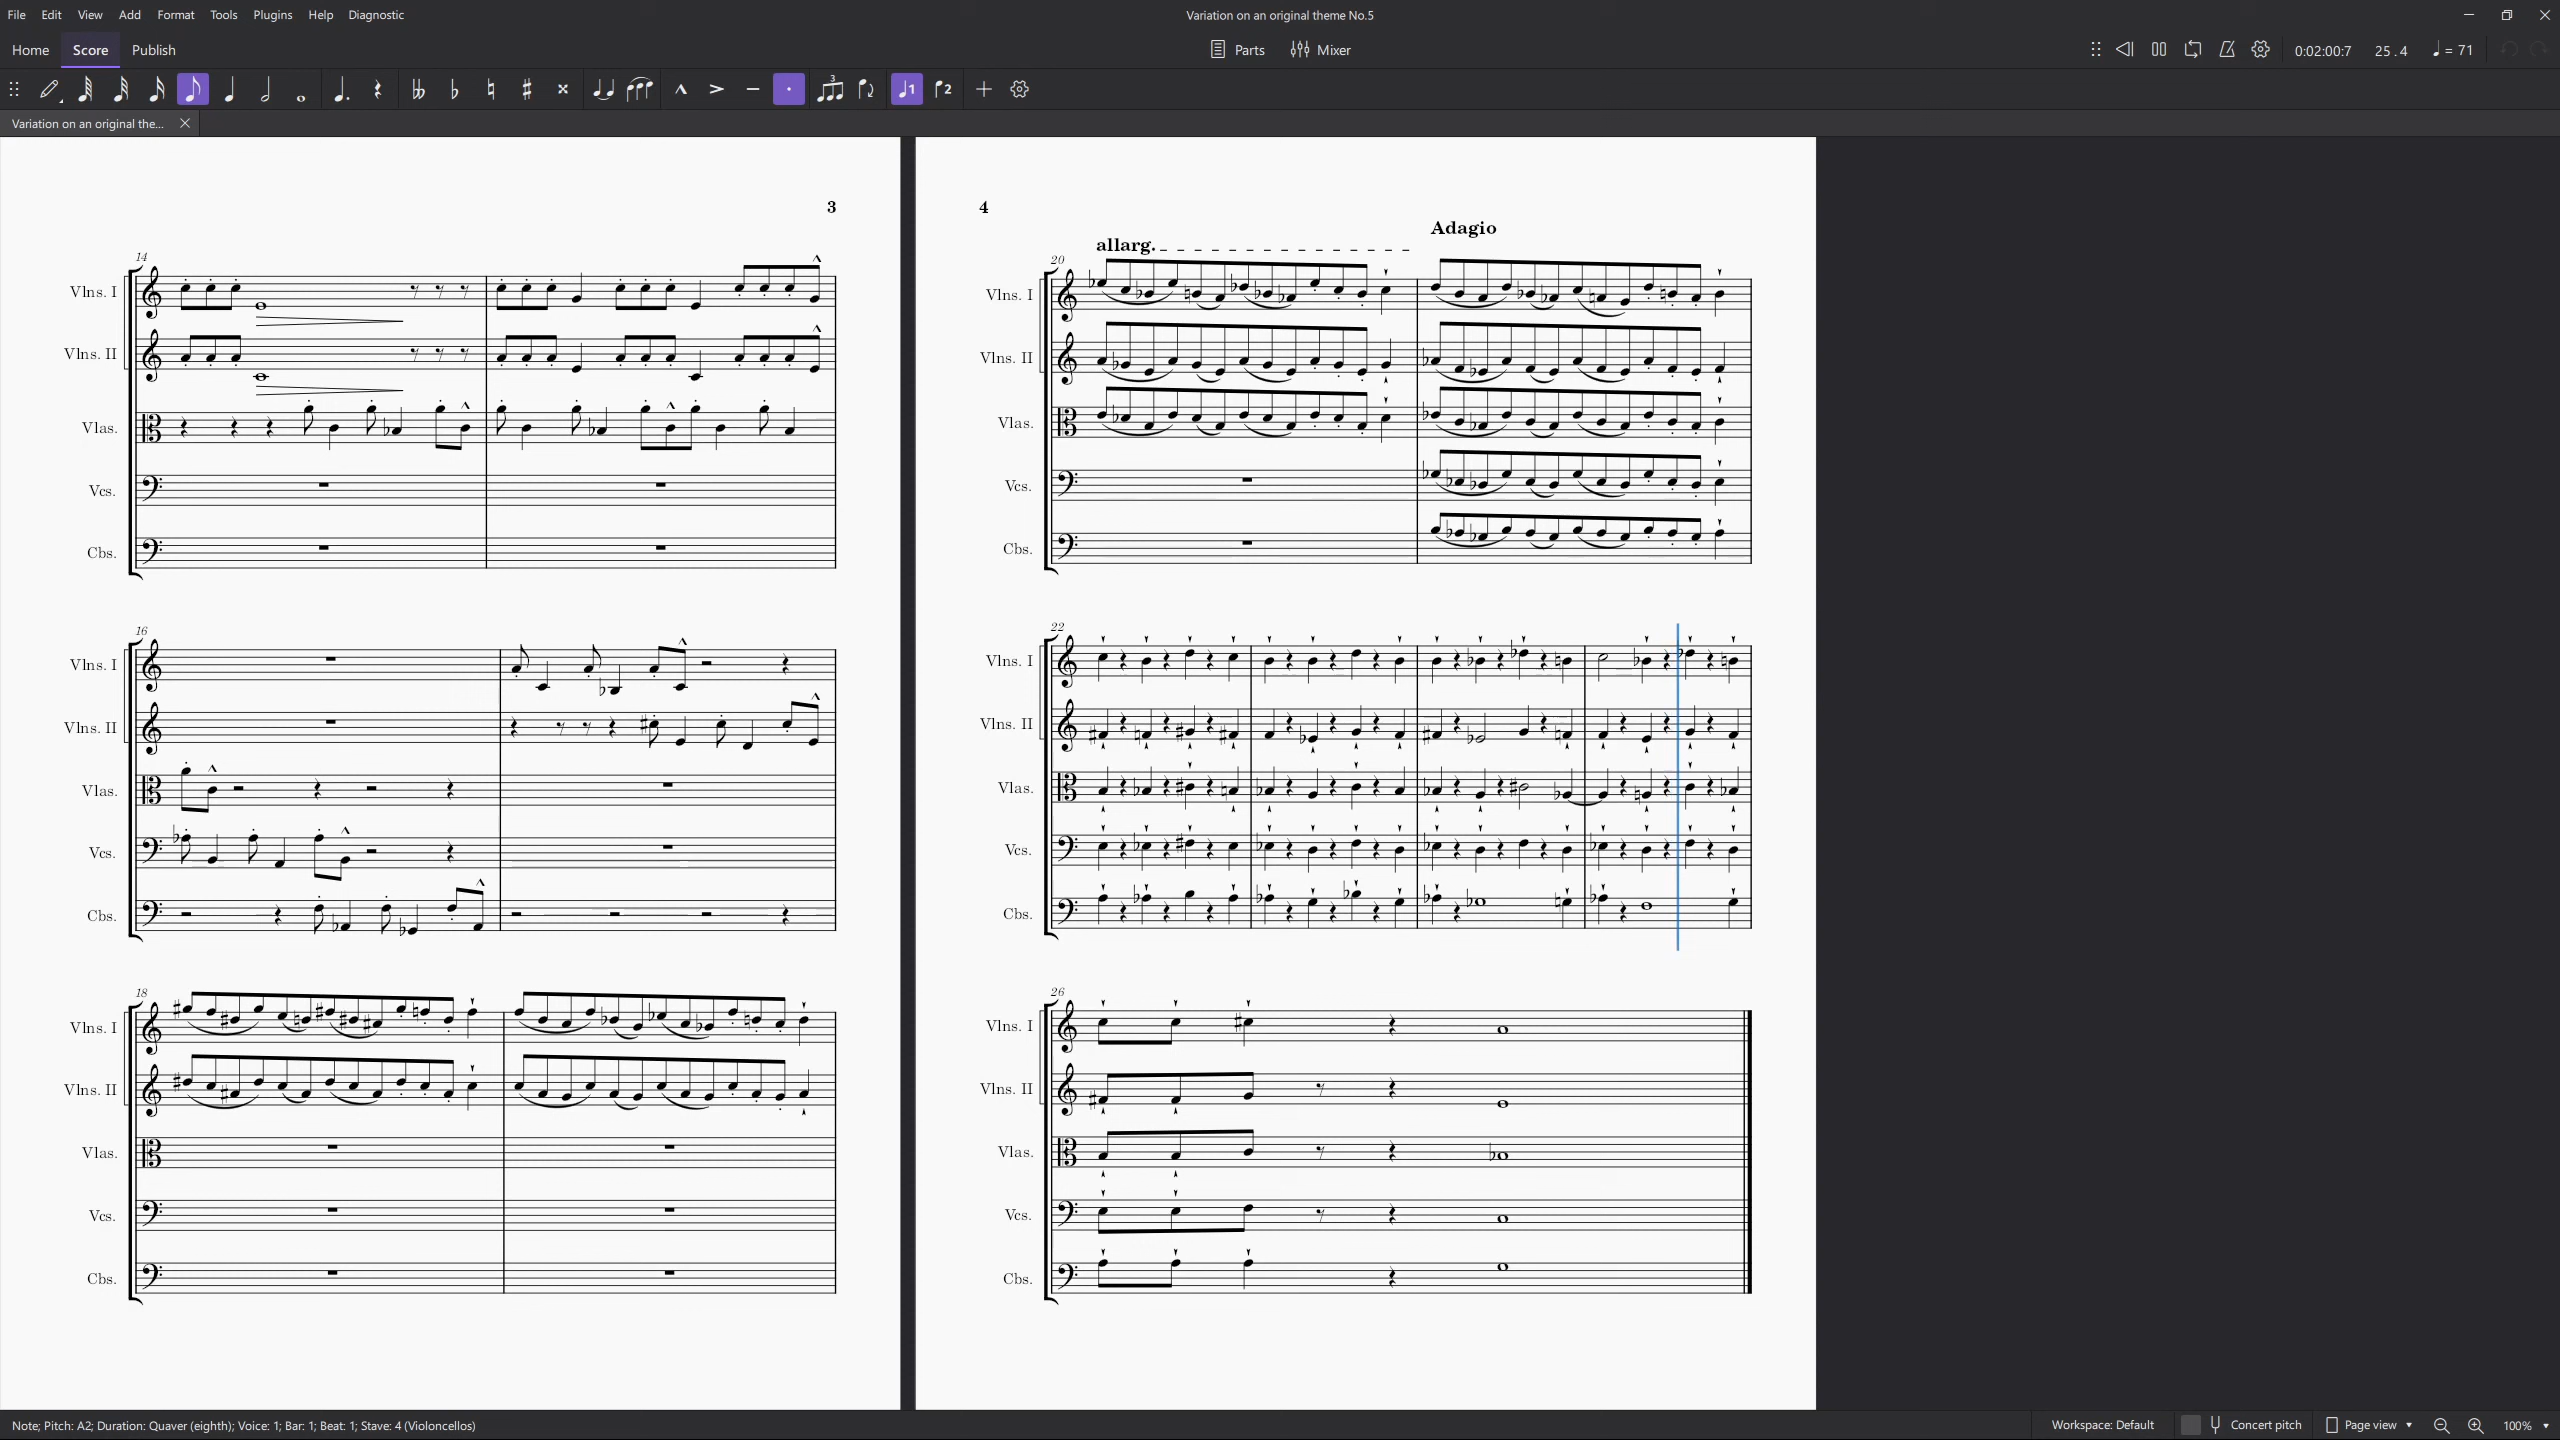 File Edit View Add Format Tools Plugins Help Diagnostic
Variation on an original theme No.5
Home Score Publish
Parts Mixer
0:02:00:7 25 . 4 = 71
3
1 2
Variation on an original the...
3
14
Vlns. I
Vlns. II
Vlas.
Vcs.
Cbs.
16
Vlns. I
Vlns. II
Vlas.
Vcs.
Cbs.
18
Vlns. I
Vlns. II
Vlas.
Vcs.
Cbs.
4
Adagio
allarg.
20
Vlns. I
Vlns. II
Vlas.
Vcs.
Cbs.
22
Vlns. I
Vlns. II
Vlas.
Vcs.
Cbs.
26
Vlns. I
Vlns. II
Vlas.
Vcs.
Cbs.
Note; Pitch: A2; Duration: Quaver (eighth); Voice: 1; Bar: 1; Beat: 1; Stave: 4 (Violoncellos)
Workspace: Default Concert pitch Page view 100%